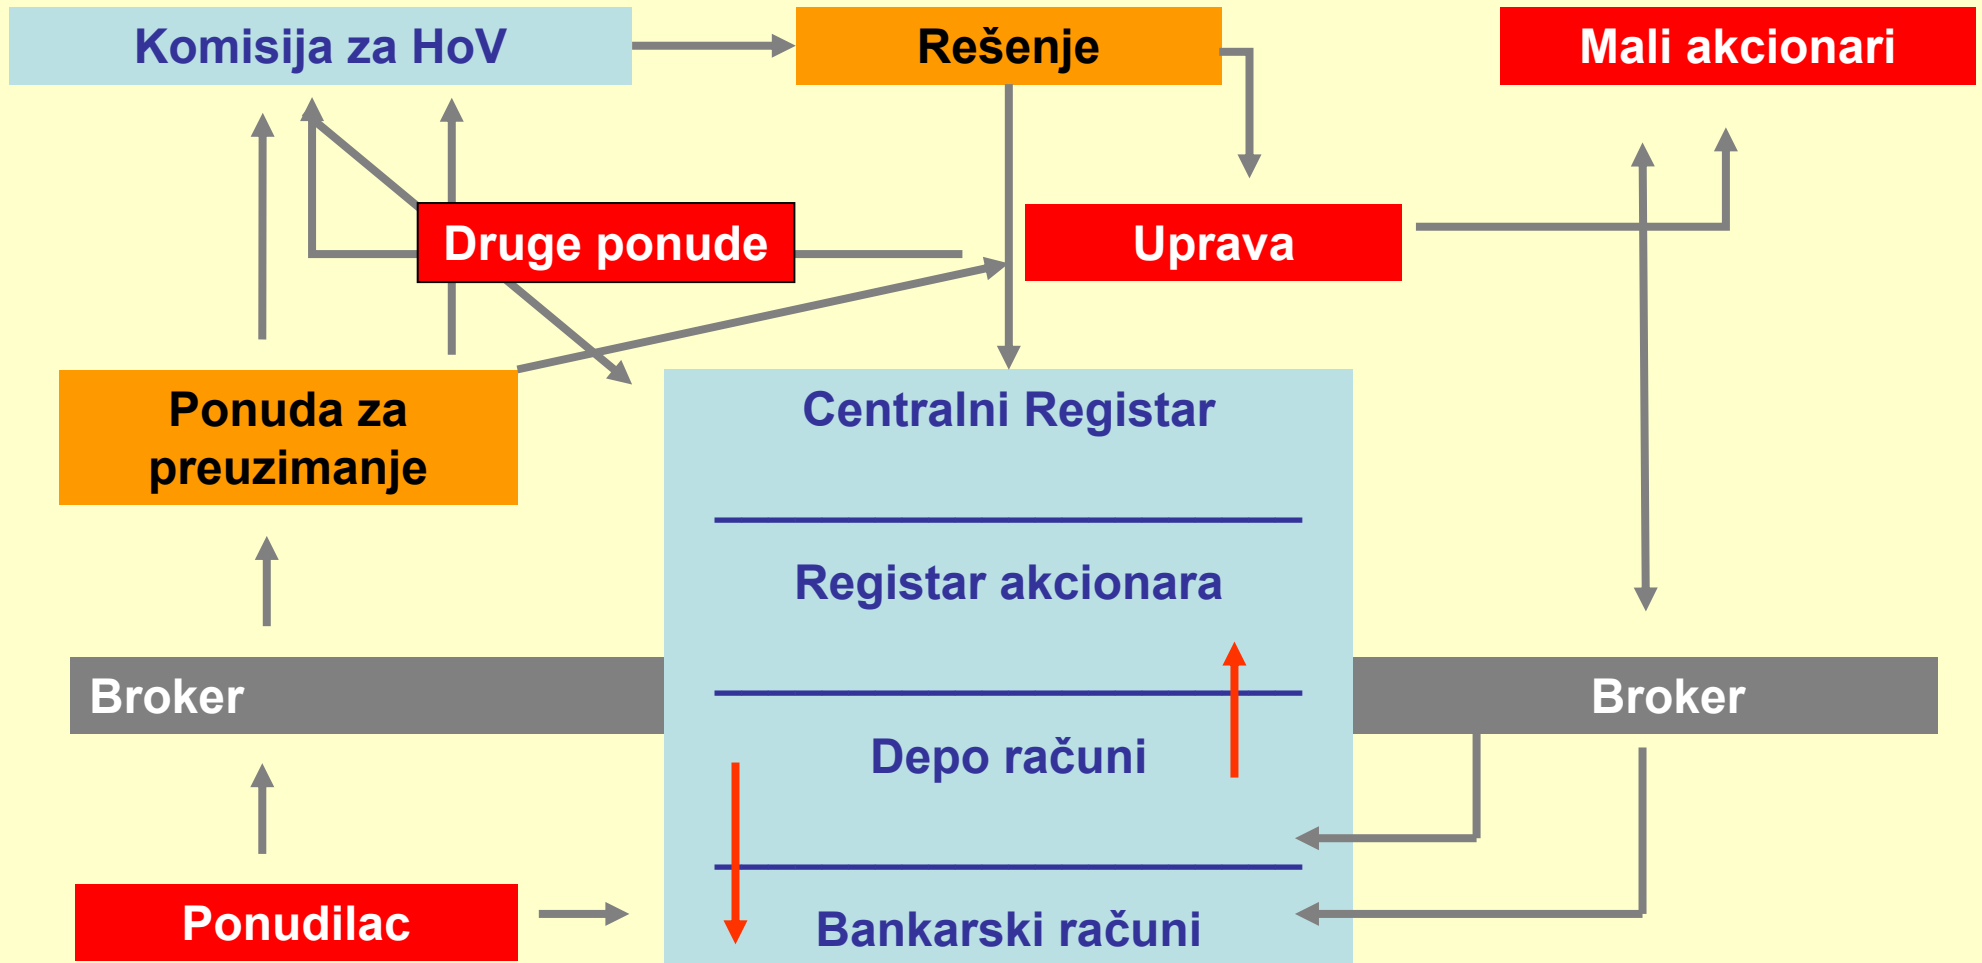 Komisija za HoV
Rešenje
Mali akcionari
Druge ponude
Uprava
Ponuda za
preuzimanje
Centralni Registar
Registar akcionara
Broker
Broker
Depo računi
Ponudilac
Bankarski računi